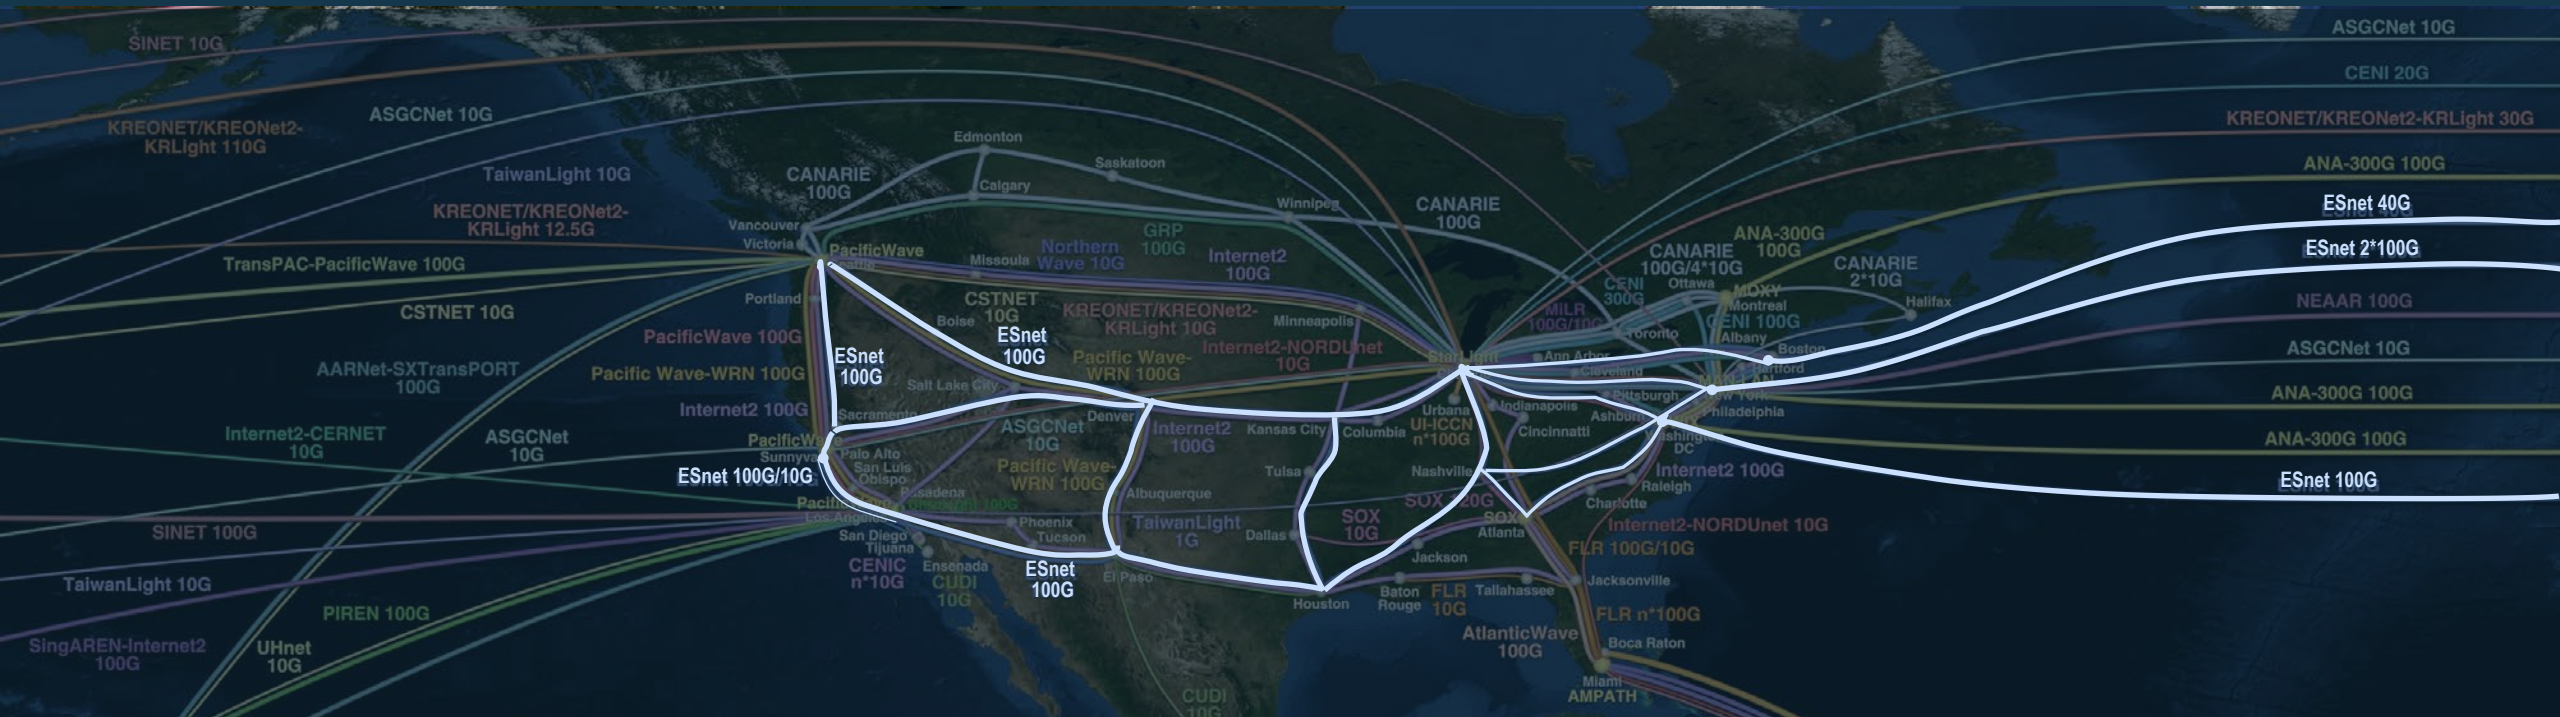 SINET 10G
ASGCNet 10G
CENI 20G
KREONET/KREONet2-
KRLight 110G
ASGCNet 10G
KREONET/KREONet2-KRLight 30G
Edmonton
Saskatoon
ANA-300G 100G
TaiwanLight 10G
CANARIE
100G
Calgary
ESnet 40G
KREONET/KREONet2-
KRLight 12.5G
Vancouver
Victoria
Winnipeg
CANARIE
100G
GRP
100G
ANA-300G
100G
ESnet 2*100G
TransPAC-PacificWave 100G
PacificWave
Missoula
Northern
Wave 10G
Internet2
100G
CANARIE
100G/4*10G
Ottawa
CANARIE
2*10G
CENI
300G
MOXY
Montreal
Halifax
NEAAR 100G
CSTNET 10G
Portland
CSTNET
10G
Boise
KREONET/KREONet2-
KRLight 10G
Minneapolis
MILR
100G/10G
CENI 100G
Toronto
Albany
PacificWave 100G
ESnet
100G
ESnet
100G
Internet2-NORDUnet
10G
StarLight
Ann Arbor
Boston
Hartford
ASGCNet 10G
AARNet-SXTransPORT
100G
Pacific Wave-WRN 100G
Pacific Wave-
WRN 100G
Salt Lake City
Cleveland
MAN LAN
Pittsburgh
ANA-300G 100G
Internet2 100G
Sacramento
Denver
Urbana
Indianapolis
Ashburn
Philadelphia
Internet2-CERNET
10G
ASGCNet
10G
ASGCNet
10G
Internet2
100G
Kansas City
Columbia
UI-ICCN
n*100G
Cincinnati
Washington
DC
ANA-300G 100G
PacificWave
Sunnyvale
Palo Alto
San Luis
Obispo
ESnet 100G/10G
Pacific Wave-
WRN 100G
Tulsa
Nashville
Internet2 100G
Raleigh
ESnet 100G
Pasadena
Albuquerque
SOX 120G
Charlotte
Los Angeles
SINET 100G
Phoenix
Tucson
TaiwanLight
1G
Dallas
SOX
10G
SOX
Atlanta
Internet2-NORDUnet 10G
San Diego
Tijuana
Ensenada
Jackson
FLR 100G/10G
TaiwanLight 10G
CENIC
n*10G
CUDI
10G
ESnet
100G
El Paso
Houston
Baton
Rouge
FLR
10G
Tallahassee
Jacksonville
PIREN 100G
FLR n*100G
SingAREN-Internet2
100G
UHnet
10G
AtlanticWave
100G
Boca Raton
Miami
AMPATH
CUDI
10G